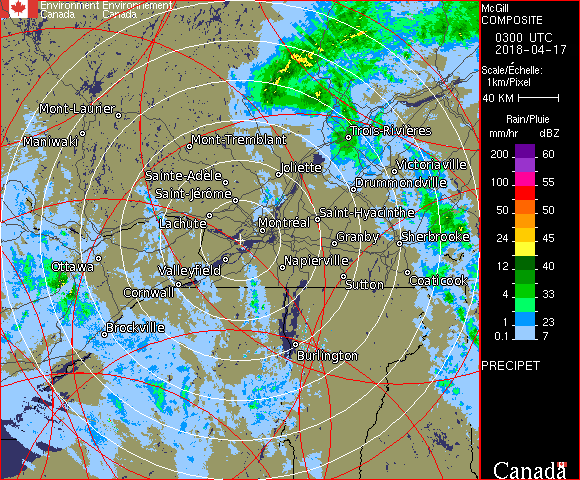 Environment Environnement
Canada Canada
McGill
COMPOSITE
0300 UTC
2018-04-17
Scale/Échelle:
1km/Pixel
40 KM
Rain/Pluie
mm/hr dBZ
200 60
100 55
50 50
24 45
12 40
4 33
1 23
0.1 7
PRECIPET
Canada
Mont-Laurier
Maniwaki
Mont-Tremblant
Trois-Rivières
Joliette
Victoriaville
Sainte-Adèle
Drummondville
Saint-Jérôme
Lachute
Saint-Hyacinthe
Montréal
Granby
Sherbrooke
Ottawa
Valleyfield
Napierville
Coaticook
Sutton
Cornwall
Brockville
Burlington